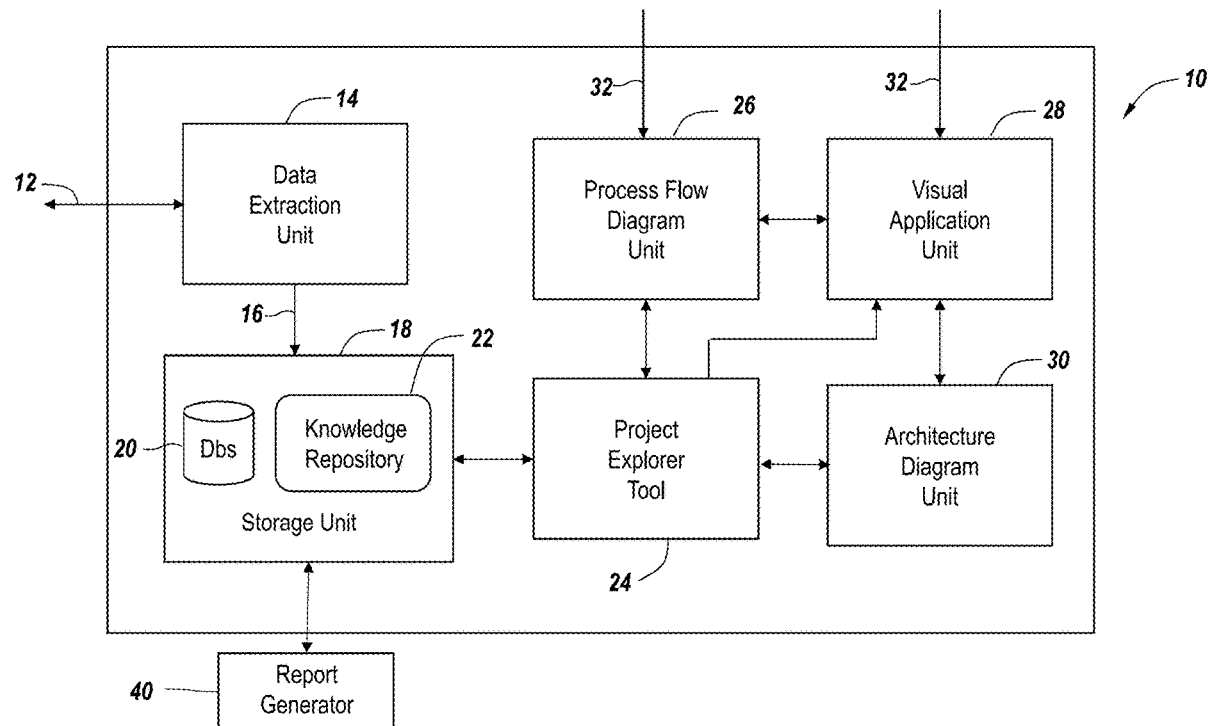 32
32
10
14
26
28
12
Data
Extraction
Unit
Process Flow
Diagram
Unit
Visual
Application
Unit
16
18
22
30
20
Dbs
Knowledge
Repository
Storage Unit
Project
Explorer
Tool
Architecture
Diagram
Unit
24
40
Report
Generator